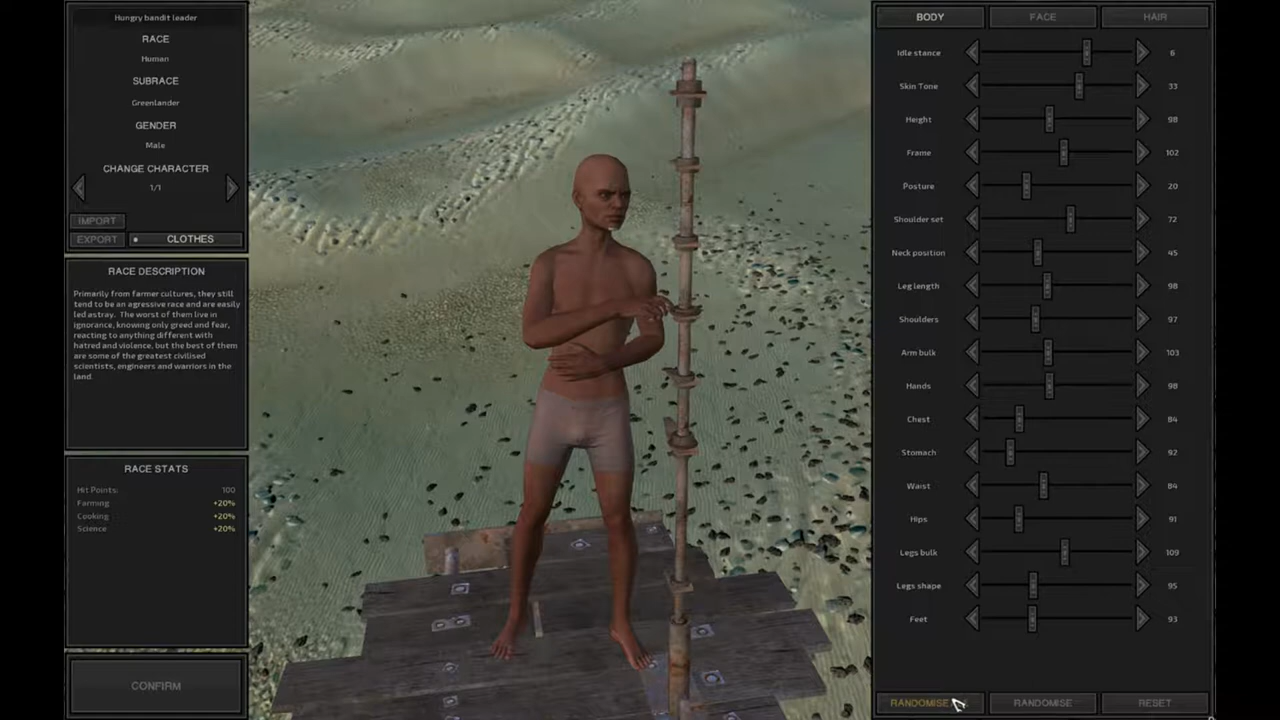 Hungry bandit leader
RACE
Human
SUBRACE
Greenlander
GENDER
Male
CHANGE CHARACTER
1/1
IMPORT
EXPORT
CLOTHES
RACE DESCRIPTION
Primarily from farmer cultures, they still
tend to be an agressive race and are easily
led astray. The worst of them live in
ignorance, knowing only greed and fear,
reacting to anything different with
hatred and violence, but the best of them
are some of the greatest civilised
scientists, engineers and warriors in the
land.
RACE STATS
Hit Points: 100
Farming +20%
Cooking +20%
Science +20%
CONFIRM
BODY FACE HAIR
Idle stance 6
Skin Tone 33
Height 98
Frame 102
Posture 20
Shoulder set 72
Neck position 45
Leg length 98
Shoulders 97
Arm bulk 103
Hands 98
Chest 84
Stomach 92
Waist 84
Hips 91
Legs bulk 109
Legs shape 95
Feet 93
RANDOMISE RANDOMISE RESET